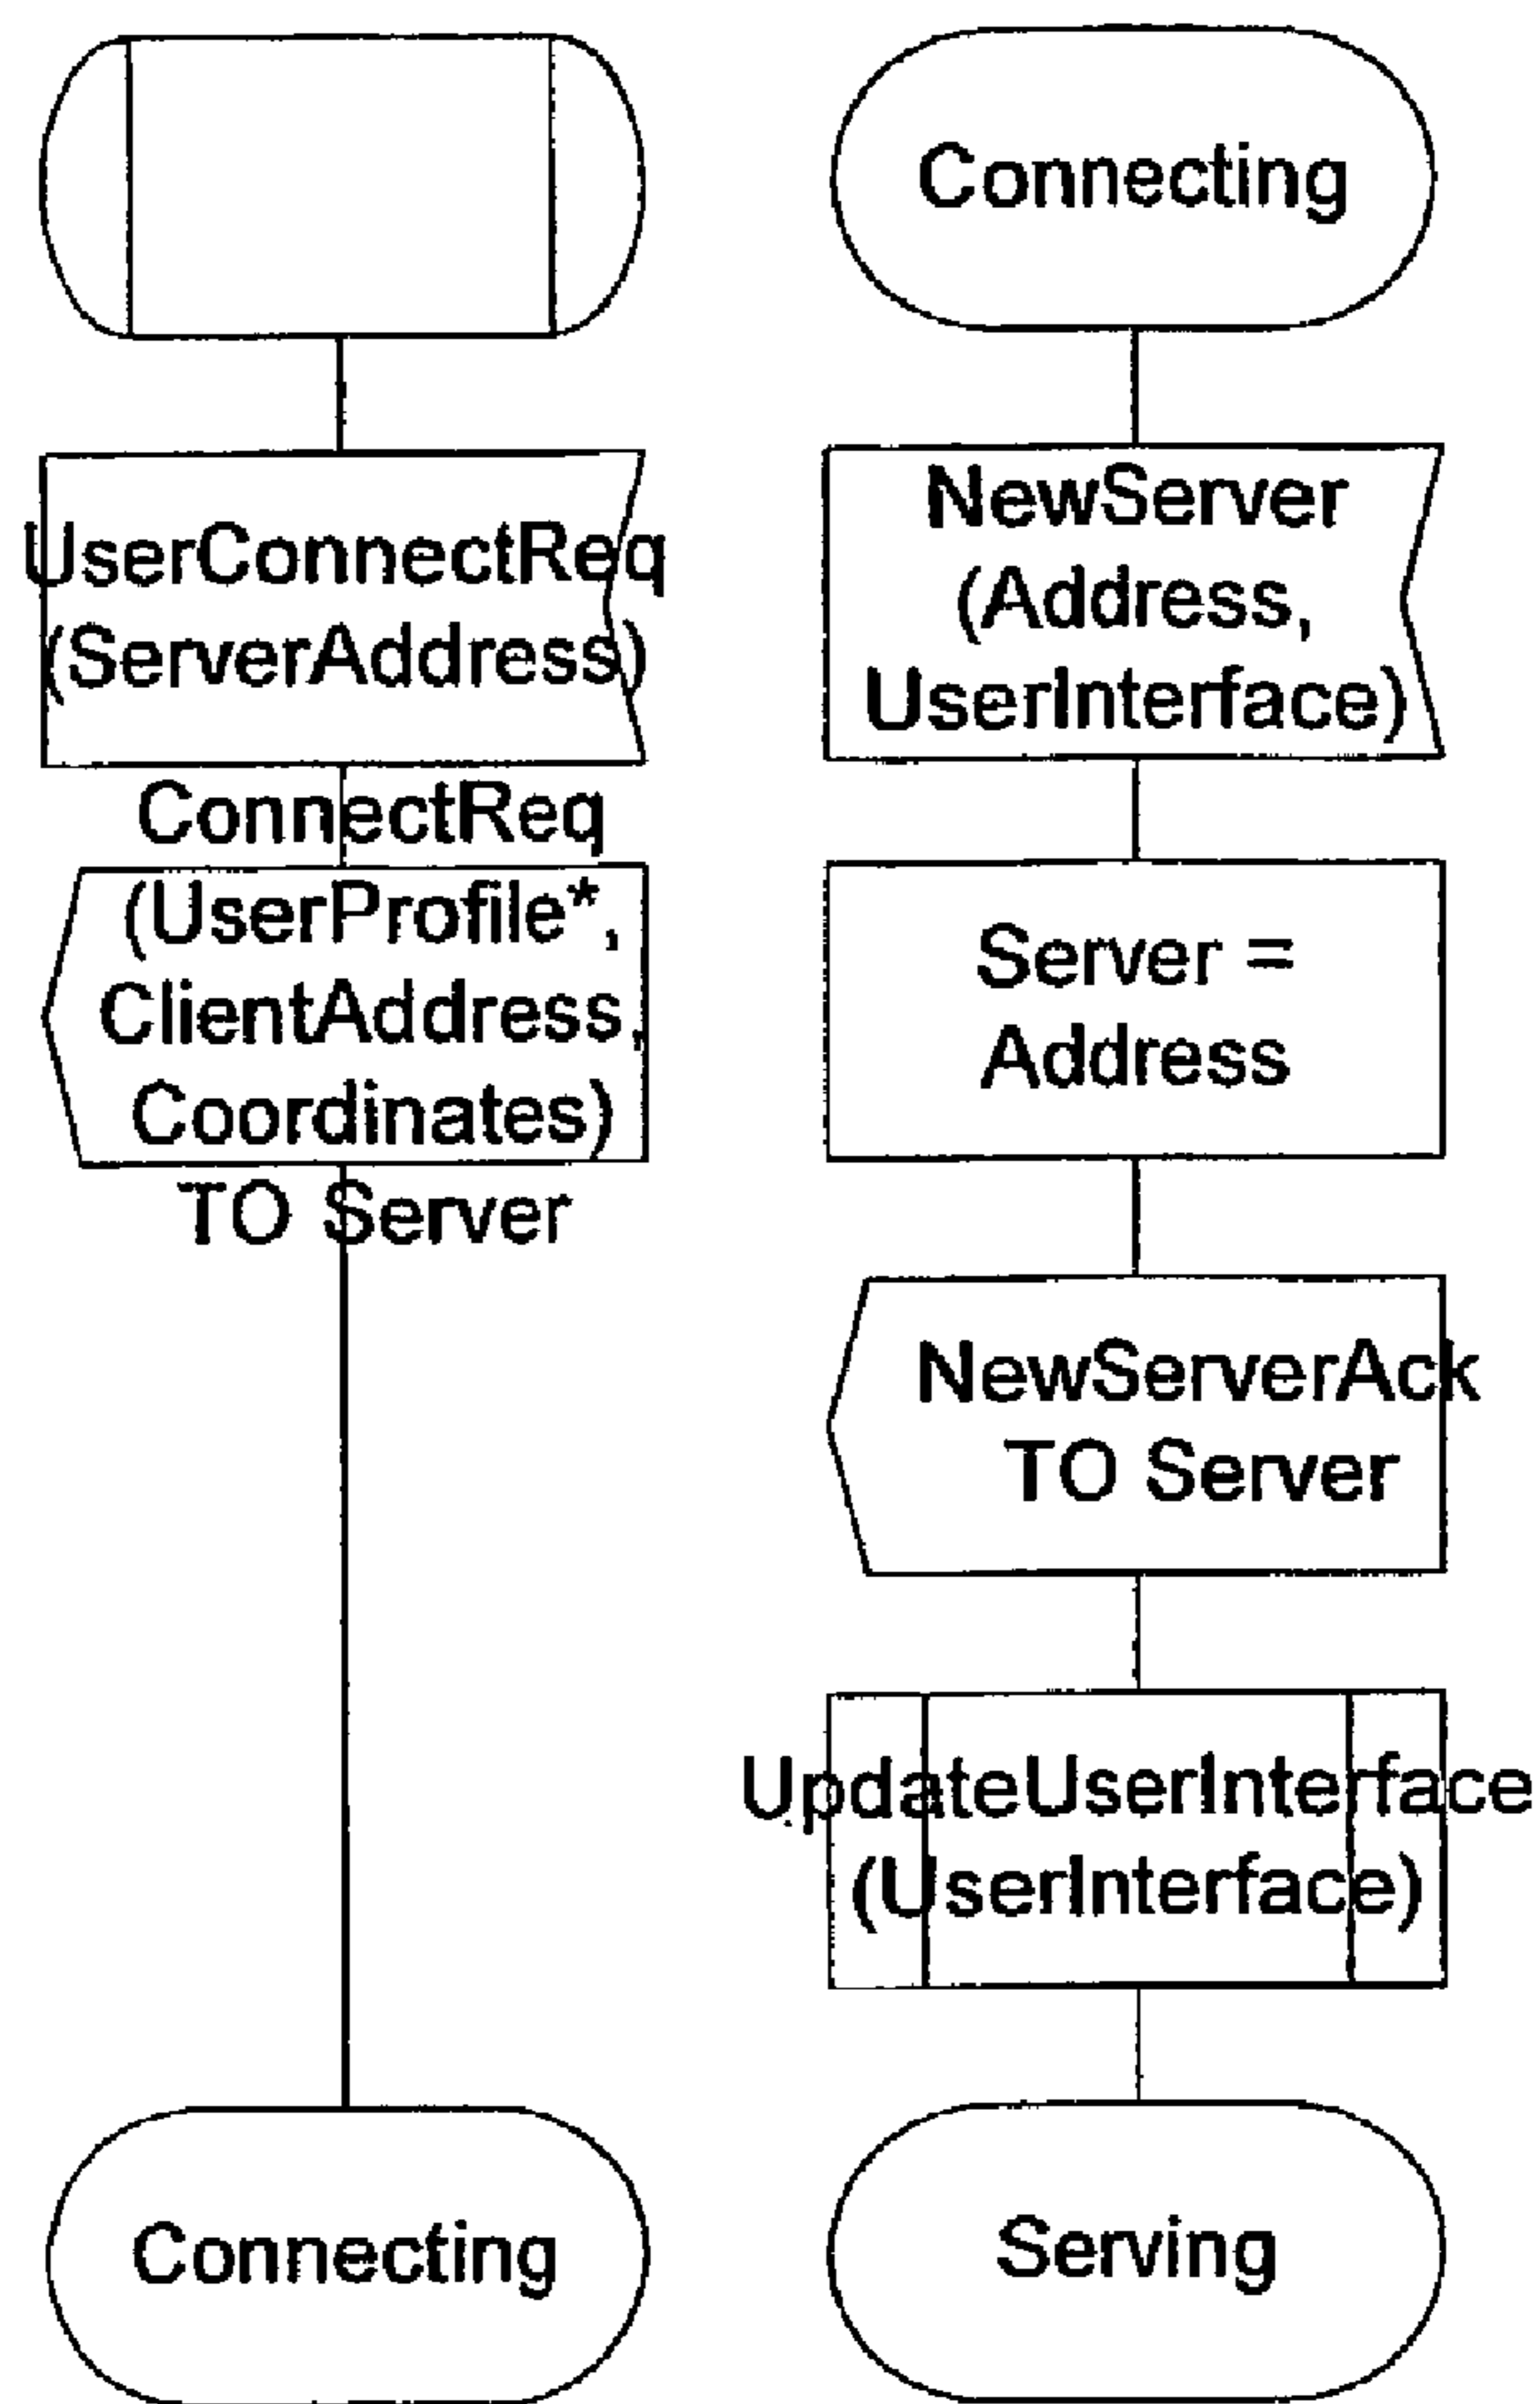 UserConnectReq
(ServerAddress)
ConnectReq
(UserProfile*,
ClientAddress,
Coordinates)
TO Server
Connecting
Connecting
NewServer
(Address,
UserInterface)
Server =
Address
NewServerAck
TO Server
UpdateUserInterface
(UserInterface)
Serving